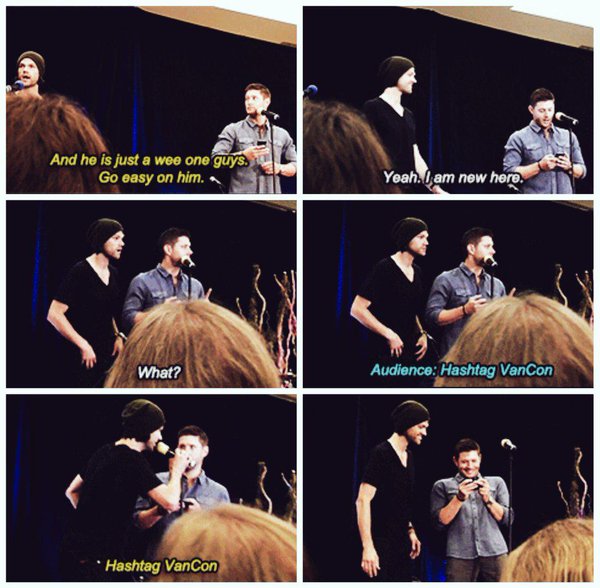 And he is just a wee one guys.
Go easy on him.
Yeah. I am new here.
What?
Audience: Hashtag VanCon
Hashtag VanCon